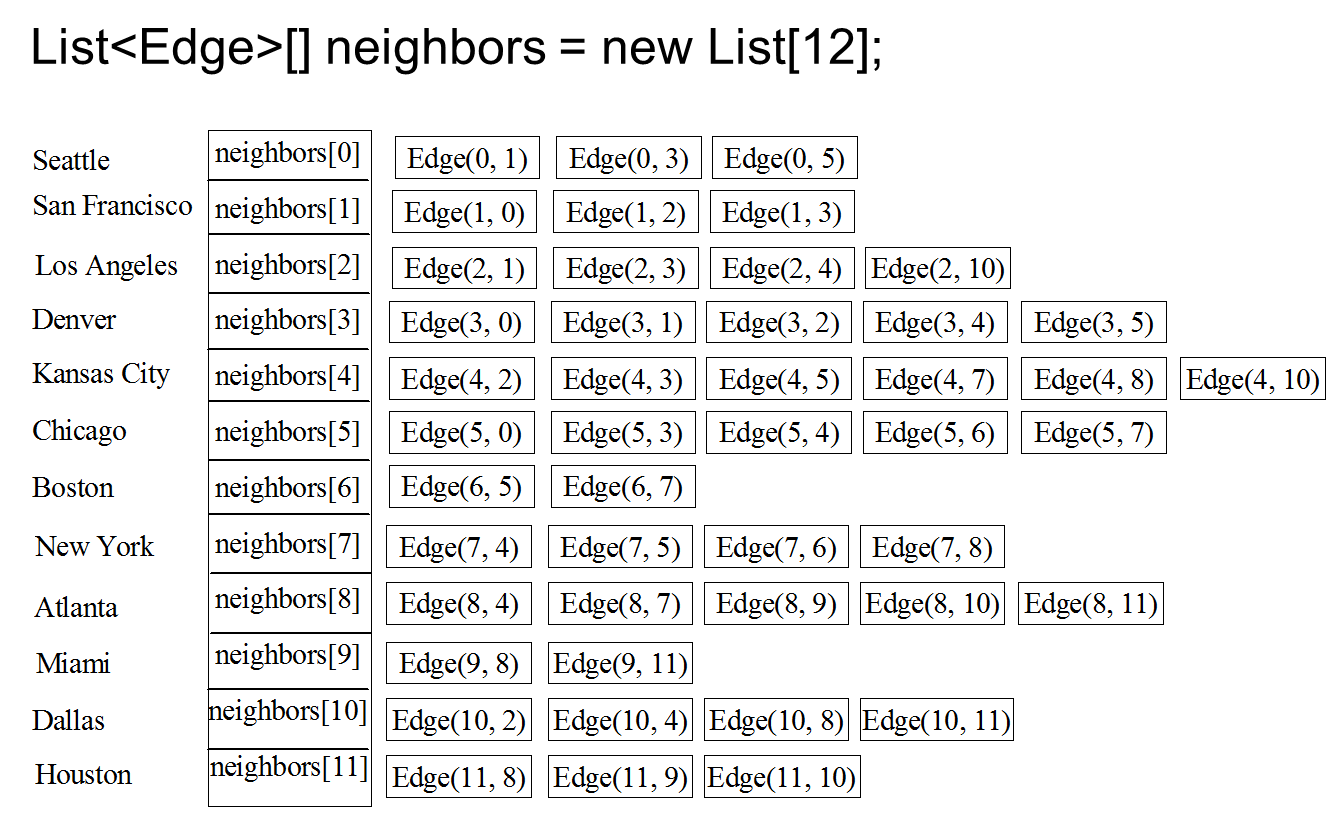 List<Edge>[] neighbors = new List[12];
Seattle neighbors[0] Edge(0, 1) Edge(0, 3) Edge(0, 5)
San Francisco neighbors[1] Edge(1, 0) Edge(1, 2) Edge(1, 3)
Los Angeles neighbors[2] Edge(2, 1) Edge(2, 3) Edge(2, 4) Edge(2, 10)
Denver neighbors[3] Edge(3, 0) Edge(3, 1) Edge(3, 2) Edge(3, 4) Edge(3, 5)
Kansas City neighbors[4] Edge(4, 2) Edge(4, 3) Edge(4, 5) Edge(4, 7) Edge(4, 8) Edge(4, 10)
Chicago neighbors[5] Edge(5, 0) Edge(5, 3) Edge(5, 4) Edge(5, 6) Edge(5, 7)
Boston neighbors[6] Edge(6, 5) Edge(6, 7)
New York neighbors[7] Edge(7, 4) Edge(7, 5) Edge(7, 6) Edge(7, 8)
Atlanta neighbors[8] Edge(8, 4) Edge(8, 7) Edge(8, 9) Edge(8, 10) Edge(8, 11)
Miami neighbors[9] Edge(9, 8) Edge(9, 11)
Dallas neighbors[10] Edge(10, 2) Edge(10, 4) Edge(10, 8) Edge(10, 11)
Houston neighbors[11] Edge(11, 8) Edge(11, 9) Edge(11, 10)